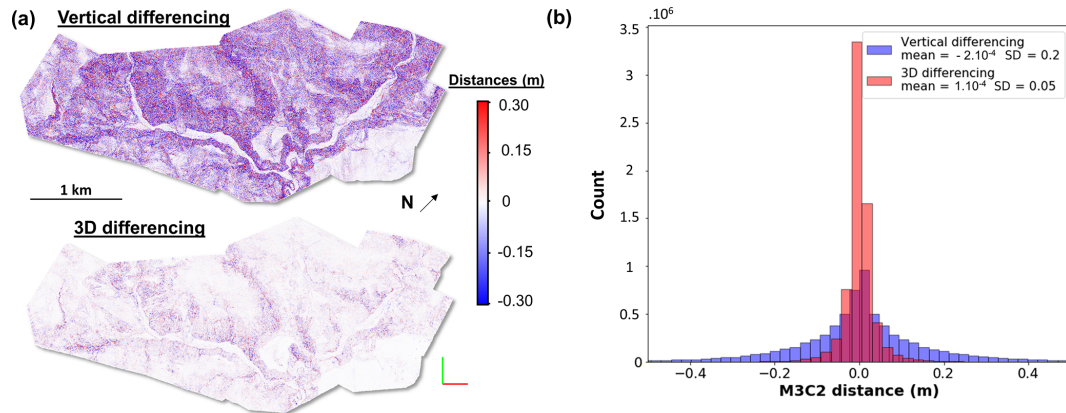 (a)
Vertical differencing
Distances (m)
0.30
0.15
0
-0.15
-0.30
1 km
N
3D differencing
(b)
.10⁶
3.5
3
2.5
2
1.5
1
0.5
0
Count
Vertical differencing
mean = - 2.10⁻⁴ SD = 0.2
3D differencing
mean = 1.10⁻⁴ SD = 0.05
−0.4 −0.2 0.0 0.2 0.4
M3C2 distance (m)